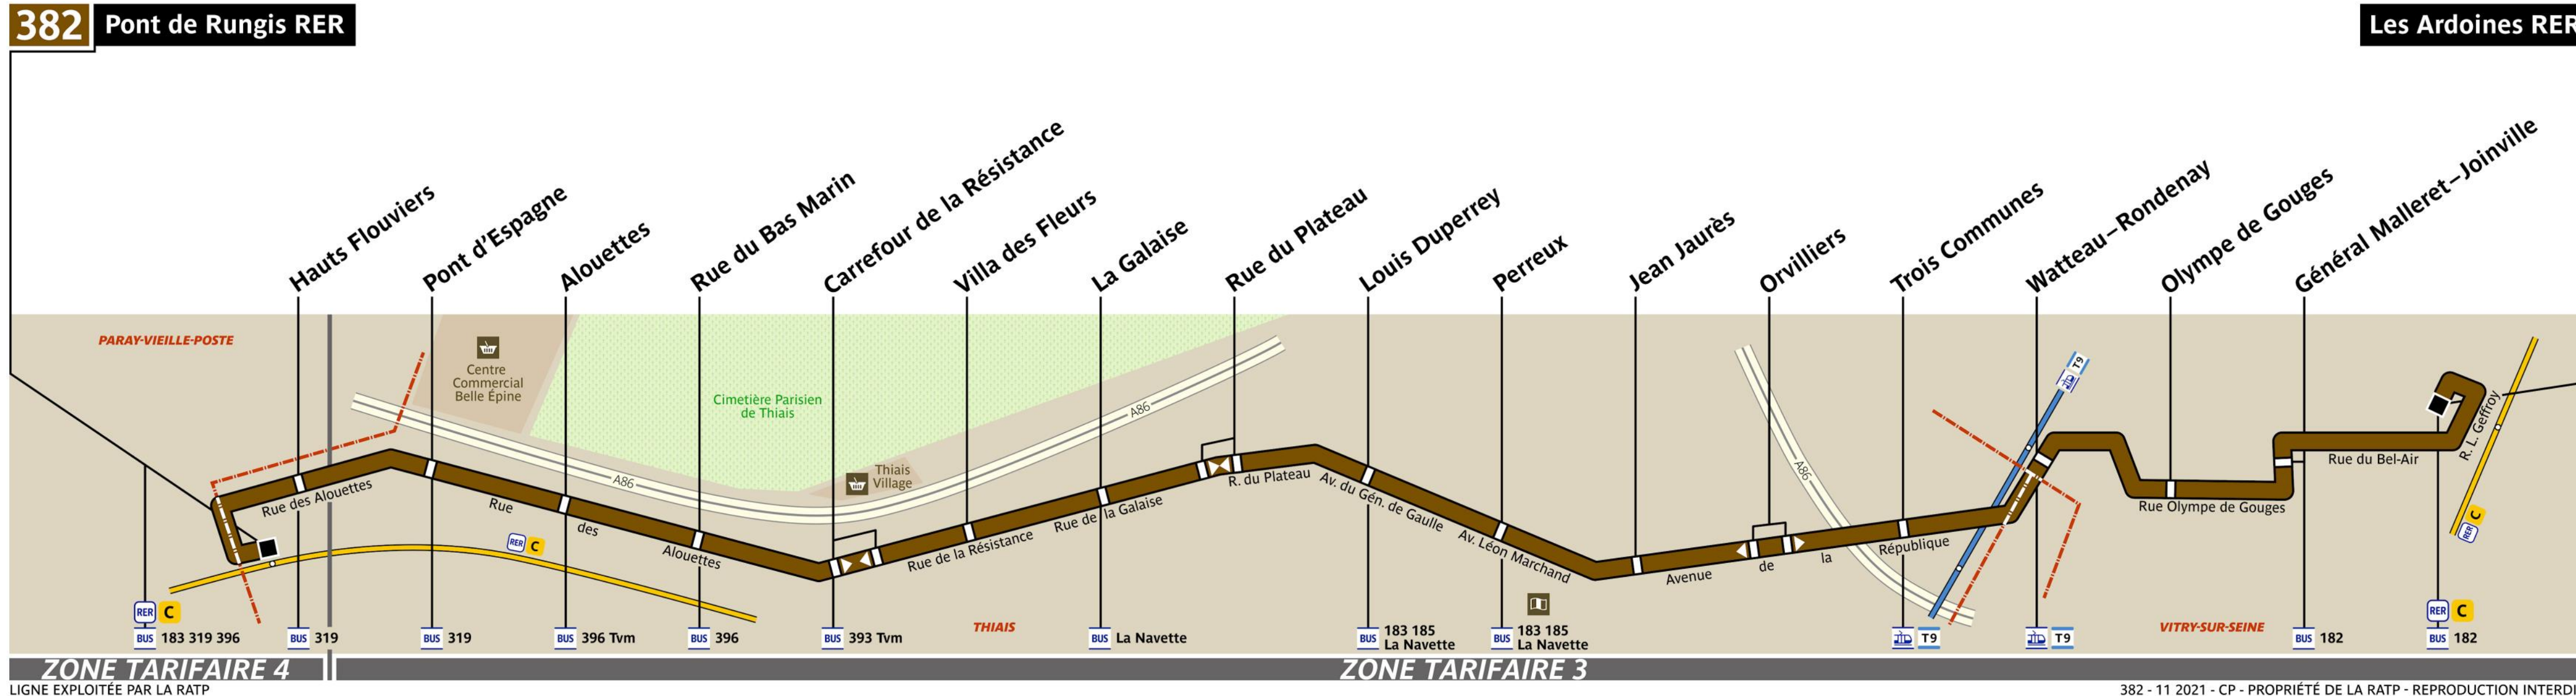 382 Pont de Rungis RER
Les Ardoines RER
Hauts Flouviers
Pont d'Espagne
Alouettes
Rue du Bas Marin
Carrefour de la Résistance
Villa des Fleurs
La Galaise
Rue du Plateau
Louis Duperrey
Perreux
Jean Jaurès
Orvilliers
Trois Communes
Watteau–Rondenay
Olympe de Gouges
Général Malleret–Joinville
PARAY-VIEILLE-POSTE
Centre
Commercial
Belle Épine
Cimetière Parisien
de Thiais
Thiais
Village
A86
A86
A86
T9
Rue des Alouettes
Rue des Alouettes
Rue de la Résistance
Rue de la Galaise
R. du Plateau
Av. du Gén. de Gaulle
Av. Léon Marchand
Avenue de la République
Rue Olympe de Gouges
Rue du Bel-Air
R. L. Geffroy
RER C
RER C
RER C
BUS 183 319 396
BUS 319
BUS 319
BUS 396 Tvm
BUS 396
BUS 393 Tvm
THIAIS
BUS La Navette
BUS 183 185
La Navette
BUS 183 185
La Navette
T9
T9
VITRY-SUR-SEINE
BUS 182
RER C
BUS 182
ZONE TARIFAIRE 4
ZONE TARIFAIRE 3
LIGNE EXPLOITÉE PAR LA RATP
382 - 11 2021 - CP - PROPRIÉTÉ DE LA RATP - REPRODUCTION INTERDI